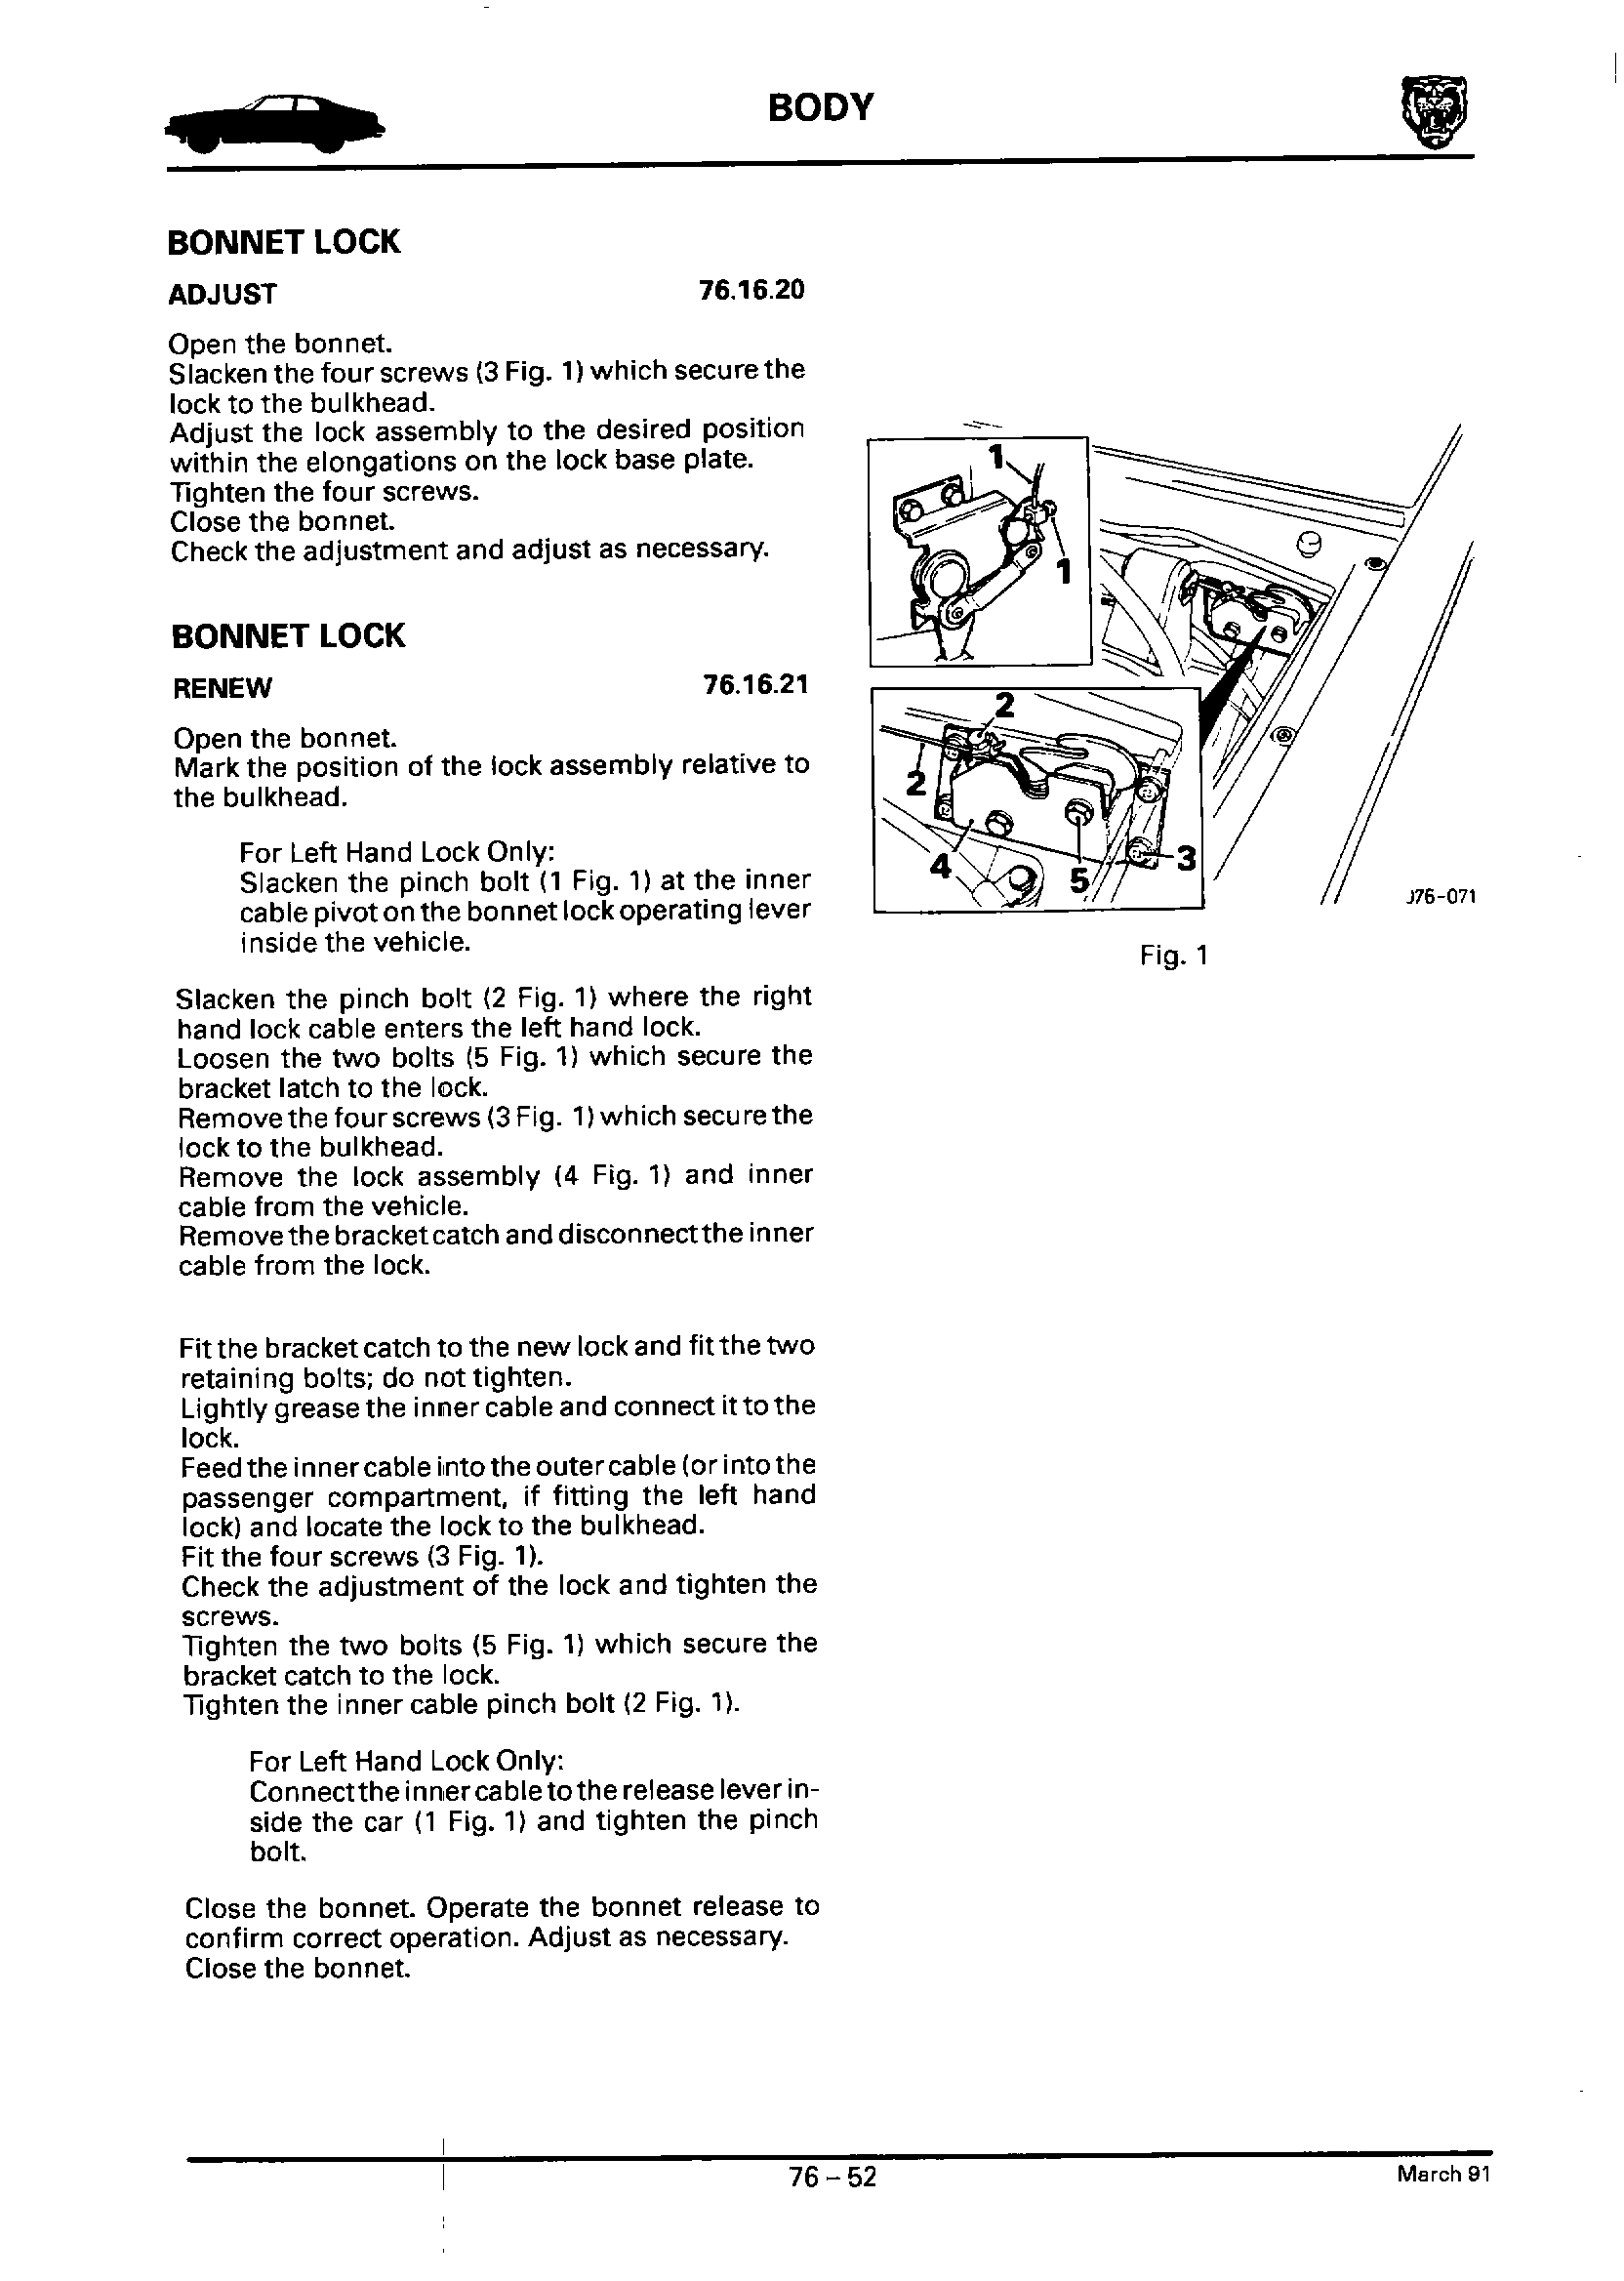 BODY
BONNET LOCK
ADJUST 76.16.20
Open the bonnet.
Slacken the four screws (3 Fig. 1) which secure the
lock to the bulkhead.
Adjust the lock assembly to the desired position
within the elongations on the lock base plate.
Tighten the four screws.
Close the bonnet.
Check the adjustment and adjust as necessary.
BONNET LOCK
RENEW 76.16.21
Open the bonnet.
Mark the position of the lock assembly relative to
the bulkhead.
For Left Hand Lock Only:
Slacken the pinch bolt (1 Fig. 1) at the inner
cable pivot on the bonnet lock operating lever
inside the vehicle.
Slacken the pinch bolt (2 Fig. 1) where the right
hand lock cable enters the left hand lock.
Loosen the two bolts (5 Fig. 1) which secure the
bracket latch to the lock.
Remove the four screws (3 Fig. 1) which secure the
lock to the bulkhead.
Remove the lock assembly (4 Fig. 1) and inner
cable from the vehicle.
Remove the bracket catch and disconnect the inner
cable from the lock.
Fit the bracket catch to the new lock and fit the two
retaining bolts; do not tighten.
Lightly grease the inner cable and connect it to the
lock.
Feed the inner cable into the outer cable (or into the
passenger compartment, if fitting the left hand
lock) and locate the lock to the bulkhead.
Fit the four screws (3 Fig. 1).
Check the adjustment of the lock and tighten the
screws.
Tighten the two bolts (5 Fig. 1) which secure the
bracket catch to the lock.
Tighten the inner cable pinch bolt (2 Fig. 1).
For Left Hand Lock Only:
Connect the inner cable to the release lever in-
side the car (1 Fig. 1) and tighten the pinch
bolt.
Close the bonnet. Operate the bonnet release to
confirm correct operation. Adjust as necessary.
Close the bonnet.
1
1
2
2
4
5
3
J76-071
Fig. 1
76 – 52
March 91